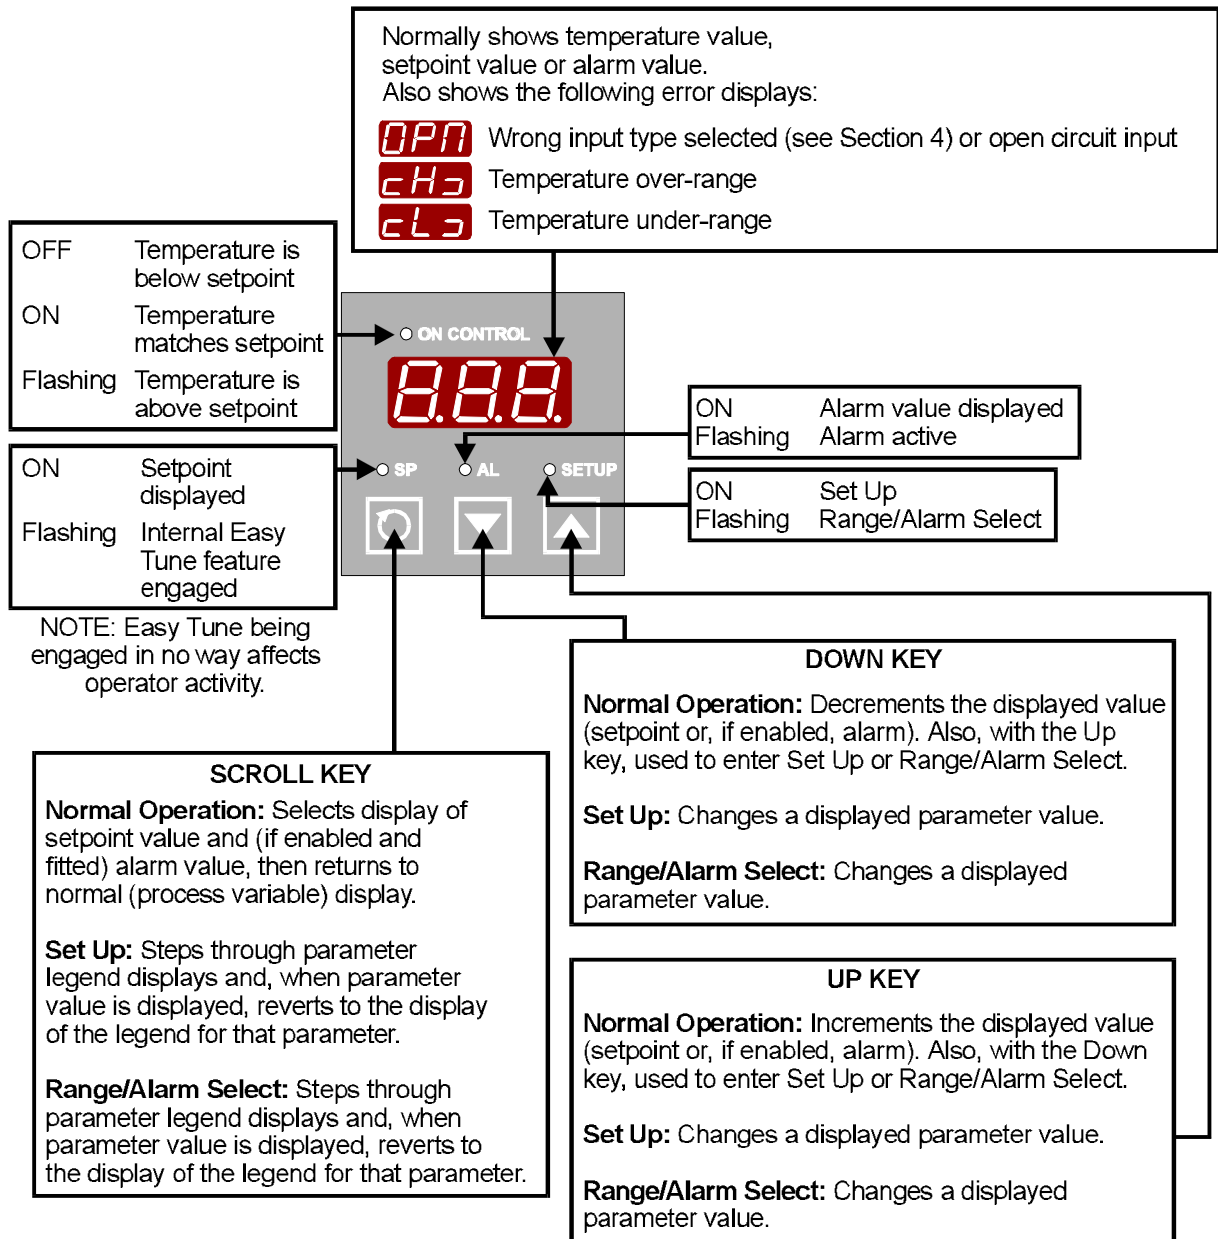 Normally shows temperature value,
setpoint value or alarm value.
Also shows the following error displays:
OPN Wrong input type selected (see Section 4) or open circuit input
cHɔ Temperature over-range
cLɔ Temperature under-range
OFF Temperature is
below setpoint
ON Temperature
matches setpoint
Flashing Temperature is
above setpoint
ON CONTROL
8.8.8.
ON Alarm value displayed
Flashing Alarm active
ON Setpoint
displayed
Flashing Internal Easy
Tune feature
engaged
SP AL SETUP
ON Set Up
Flashing Range/Alarm Select
NOTE: Easy Tune being
engaged in no way affects
operator activity.
DOWN KEY
Normal Operation: Decrements the displayed value
(setpoint or, if enabled, alarm). Also, with the Up
key, used to enter Set Up or Range/Alarm Select.
Set Up: Changes a displayed parameter value.
Range/Alarm Select: Changes a displayed
parameter value.
SCROLL KEY
Normal Operation: Selects display of
setpoint value and (if enabled and
fitted) alarm value, then returns to
normal (process variable) display.
Set Up: Steps through parameter
legend displays and, when parameter
value is displayed, reverts to the display
of the legend for that parameter.
Range/Alarm Select: Steps through
parameter legend displays and, when
parameter value is displayed, reverts to
the display of the legend for that parameter.
UP KEY
Normal Operation: Increments the displayed value
(setpoint or, if enabled, alarm). Also, with the Down
key, used to enter Set Up or Range/Alarm Select.
Set Up: Changes a displayed parameter value.
Range/Alarm Select: Changes a displayed
parameter value.